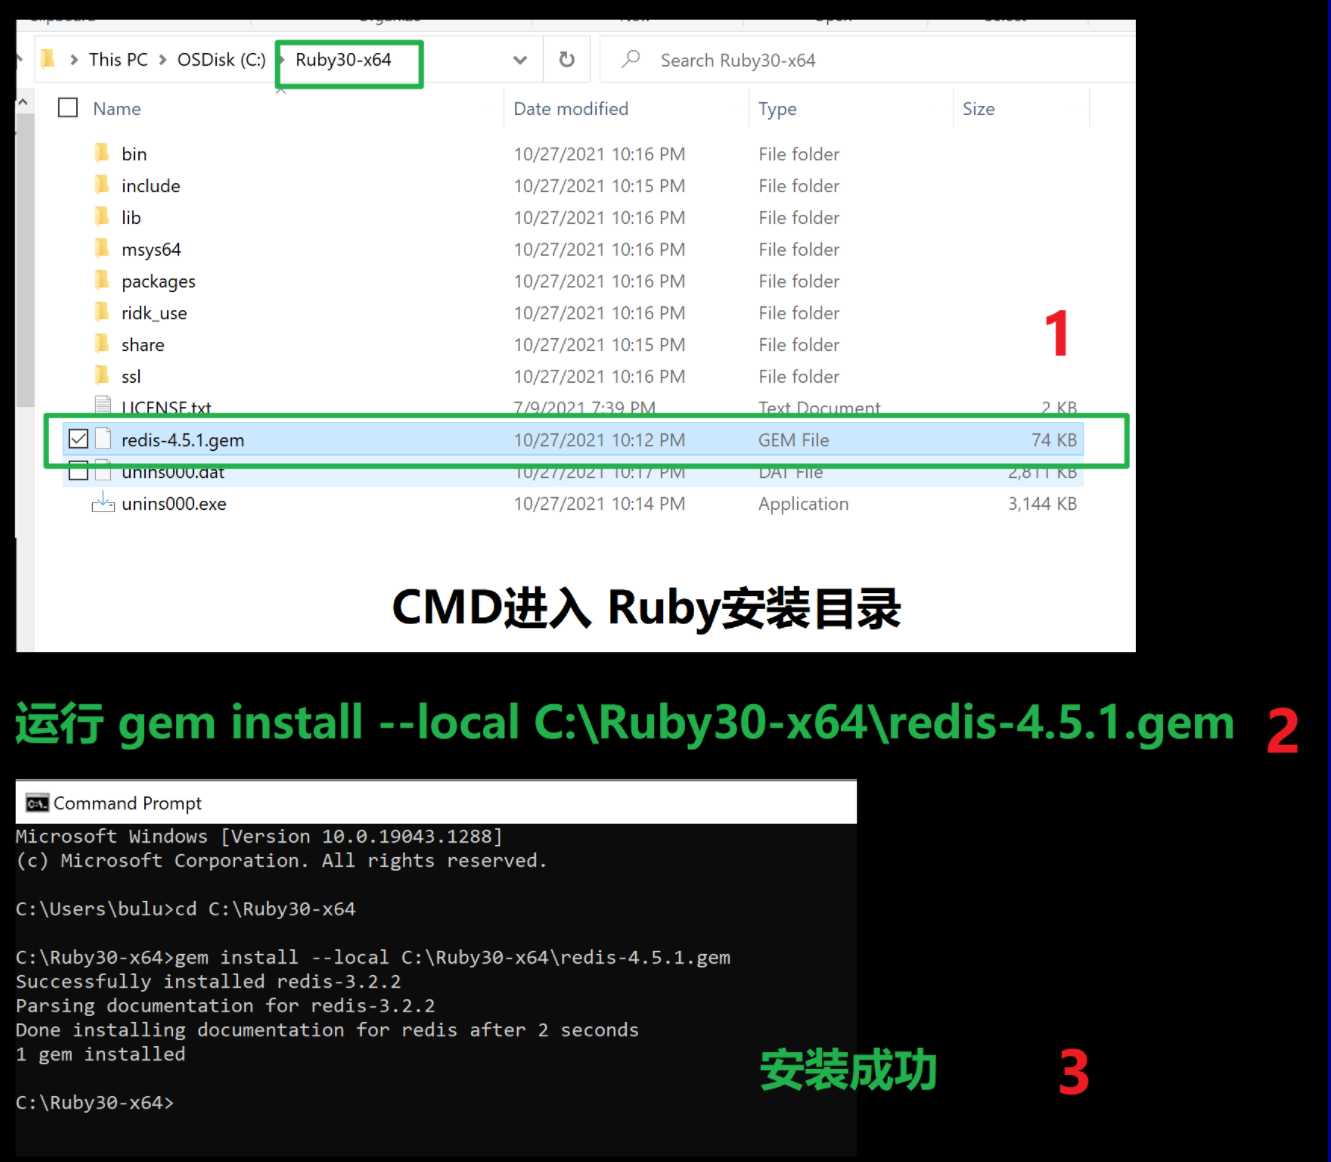 This PC > OSDisk (C:) > Ruby30-x64 Search Ruby30-x64
Name Date modified Type Size
bin 10/27/2021 10:16 PM File folder
include 10/27/2021 10:15 PM File folder
lib 10/27/2021 10:16 PM File folder
msys64 10/27/2021 10:16 PM File folder
packages 10/27/2021 10:16 PM File folder
ridk_use 10/27/2021 10:16 PM File folder
share 10/27/2021 10:15 PM File folder
1
ssl 10/27/2021 10:16 PM File folder
LICENSE.txt 7/9/2021 7:39 PM Text Document 2 KB
redis-4.5.1.gem 10/27/2021 10:12 PM GEM File 74 KB
unins000.dat 10/27/2021 10:17 PM DAT File 2,811 KB
unins000.exe 10/27/2021 10:14 PM Application 3,144 KB
CMD进入 Ruby安装目录
运行 gem install --local C:\Ruby30-x64\redis-4.5.1.gem 2
Command Prompt
Microsoft Windows [Version 10.0.19043.1288]
(c) Microsoft Corporation. All rights reserved.
C:\Users\bulu>cd C:\Ruby30-x64
C:\Ruby30-x64>gem install --local C:\Ruby30-x64\redis-4.5.1.gem
Successfully installed redis-3.2.2
Parsing documentation for redis-3.2.2
Done installing documentation for redis after 2 seconds
1 gem installed
安装成功 3
C:\Ruby30-x64>